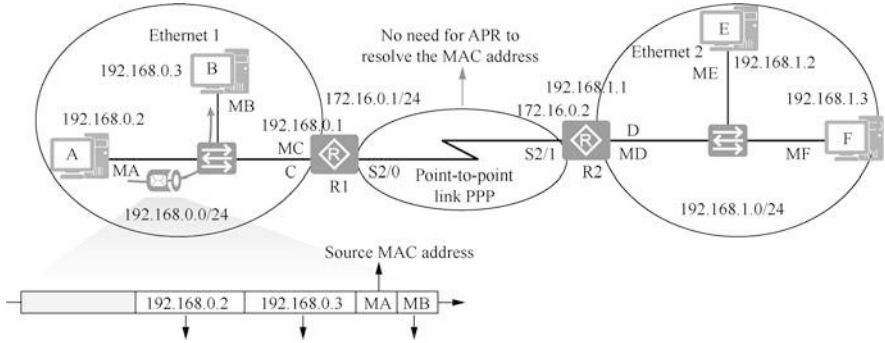 Ethernet 1
No need for APR to
resolve the MAC address
E
Ethernet 2
ME
192.168.0.3
B
MB
192.168.1.2
192.168.1.1
172.16.0.1/24
172.16.0.2
192.168.1.3
192.168.0.2
192.168.0.1
A
MA
MC
C
R
R1
S2/0
Point-to-point
link PPP
S2/1
R
R2
D
MD
MF
F
192.168.0.0/24
192.168.1.0/24
Source MAC address
192.168.0.2
192.168.0.3
MA
MB